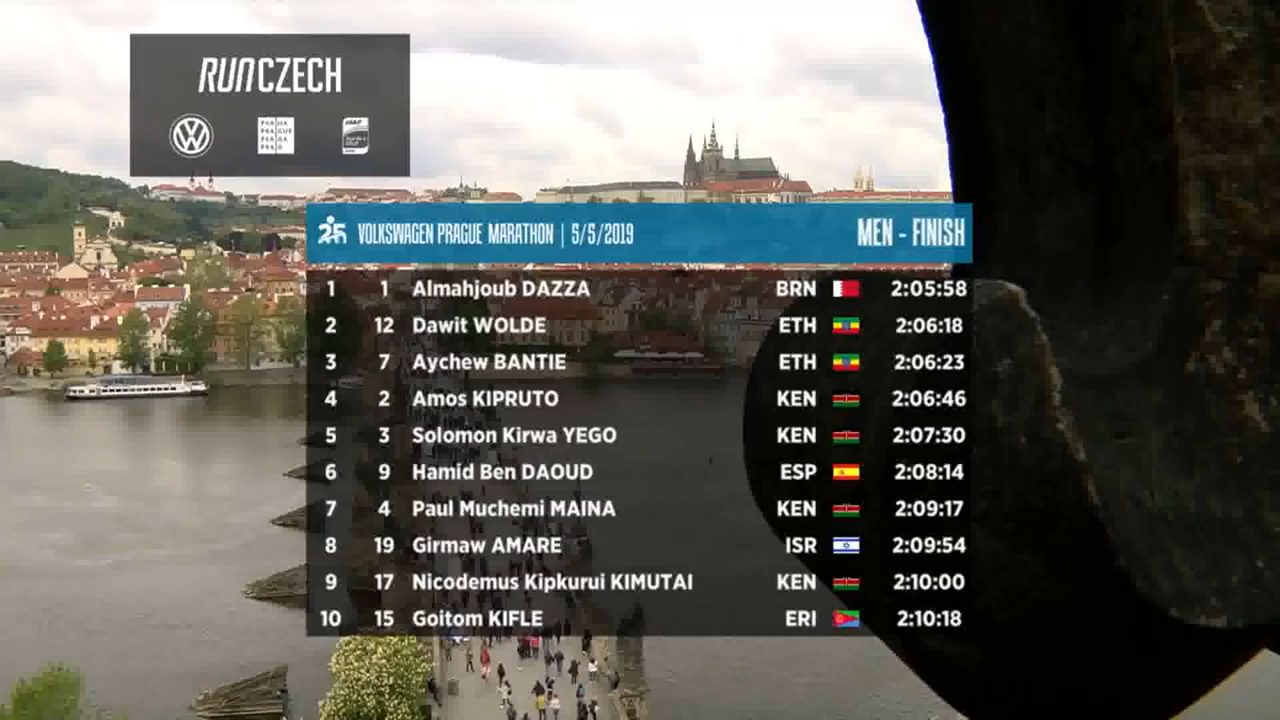 RUNCZECH
VOLKSWAGEN PRAGUE MARATHON | 5/5/2019 MEN - FINISH
1 1 Almahjoub DAZZA BRN 2:05:58
2 12 Dawit WOLDE ETH 2:06:18
3 7 Aychew BANTIE ETH 2:06:23
4 2 Amos KIPRUTO KEN 2:06:46
5 3 Solomon Kirwa YEGO KEN 2:07:30
6 9 Hamid Ben DAOUD ESP 2:08:14
7 4 Paul Muchemi MAINA KEN 2:09:17
8 19 Girmaw AMARE ISR 2:09:54
9 17 Nicodemus Kipkurui KIMUTAI KEN 2:10:00
10 15 Goitom KIFLE ERI 2:10:18